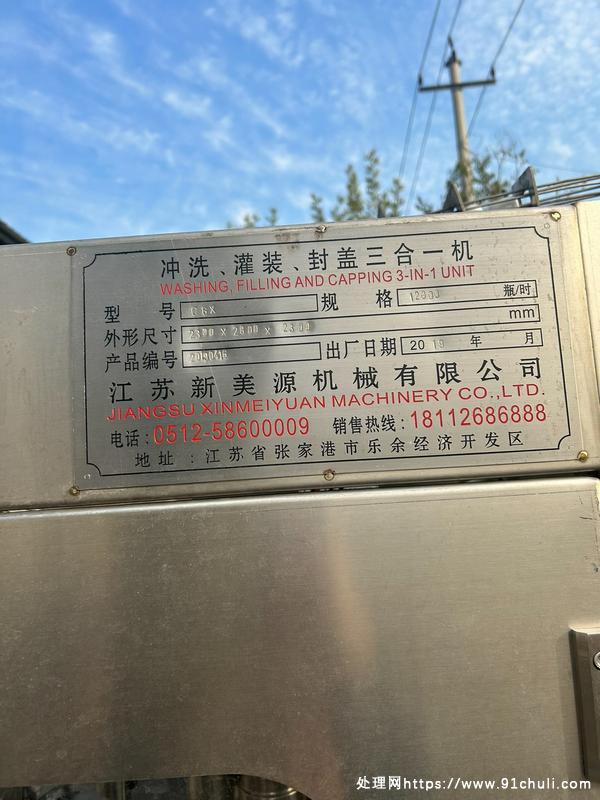 冲洗、灌装、封盖三合一机
WASHING, FILLING AND CAPPING 3-IN-1 UNIT
型 号 规 格 瓶/时
外形尺寸 2300 x 2600 x mm
产品编号 出厂日期 2019 年 月
江苏新美源机械有限公司
JIANGSU XINMEIYUAN MACHINERY CO.,LTD.
电话:0512-58600009 销售热线:18112686888
地址:江苏省张家港市乐余经济开发区
处理网https://www.91chuli.com/